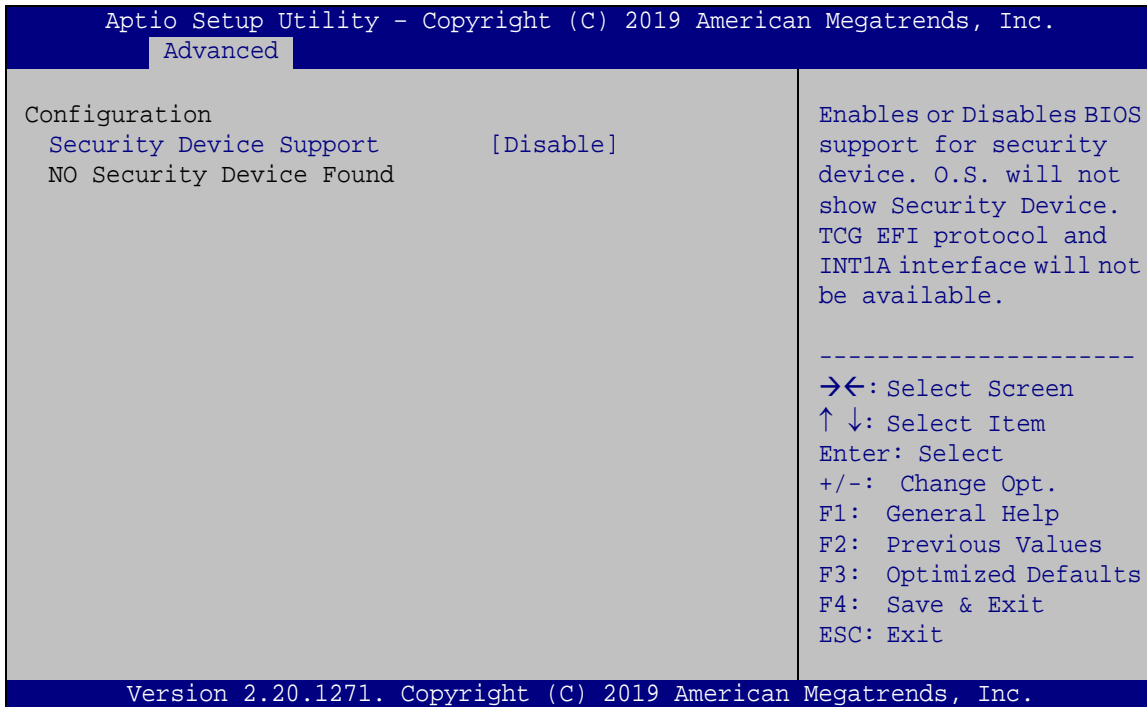 Aptio Setup Utility – Copyright (C) 2019 American Megatrends, Inc.
Advanced
Configuration
Security Device Support [Disable]
NO Security Device Found
Enables or Disables BIOS
support for security
device. O.S. will not
show Security Device.
TCG EFI protocol and
INT1A interface will not
be available.
----------------------
→←: Select Screen
↑ ↓: Select Item
Enter: Select
+/-: Change Opt.
F1: General Help
F2: Previous Values
F3: Optimized Defaults
F4: Save & Exit
ESC: Exit
Version 2.20.1271. Copyright (C) 2019 American Megatrends, Inc.